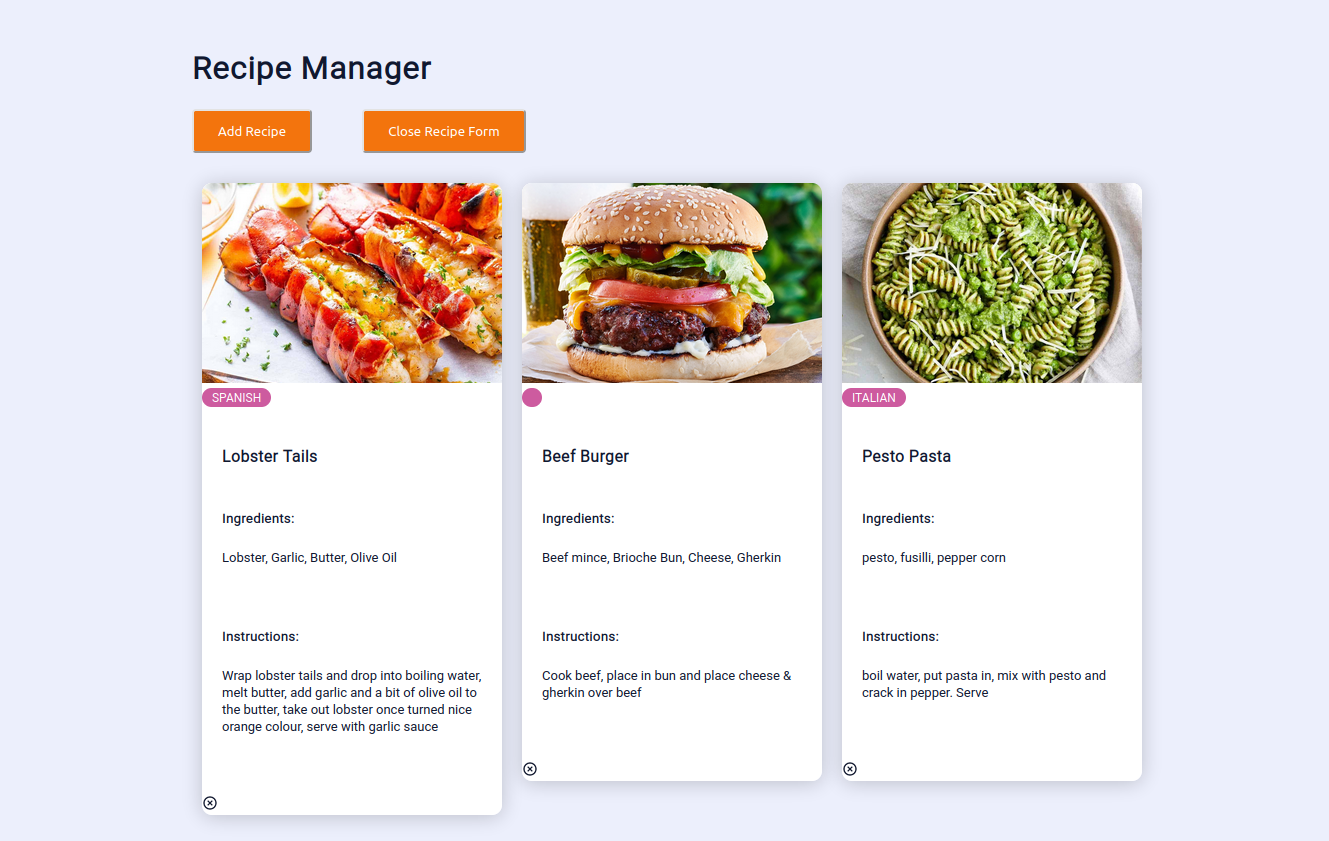 Recipe Manager
Add Recipe
Close Recipe Form
SPANISH
Lobster Tails
Ingredients:
Lobster, Garlic, Butter, Olive Oil
Instructions:
Wrap lobster tails and drop into boiling water,
melt butter, add garlic and a bit of olive oil to
the butter, take out lobster once turned nice
orange colour, serve with garlic sauce
Beef Burger
Ingredients:
Beef mince, Brioche Bun, Cheese, Gherkin
Instructions:
Cook beef, place in bun and place cheese &
gherkin over beef
ITALIAN
Pesto Pasta
Ingredients:
pesto, fusilli, pepper corn
Instructions:
boil water, put pasta in, mix with pesto and
crack in pepper. Serve